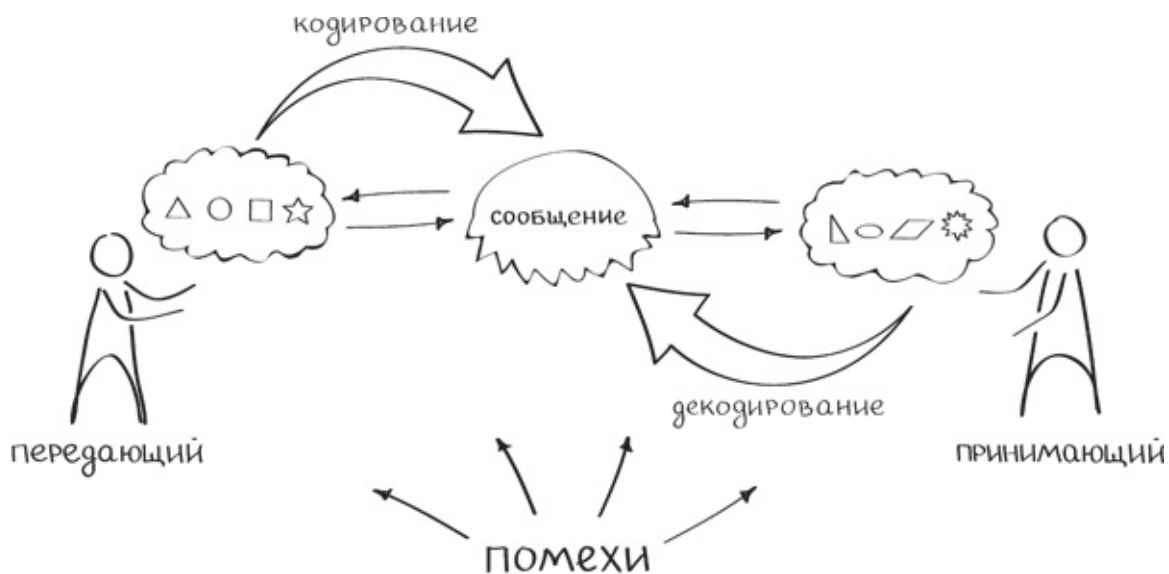 кодирование
сообщение
декодирование
передающий
принимающий
помехи